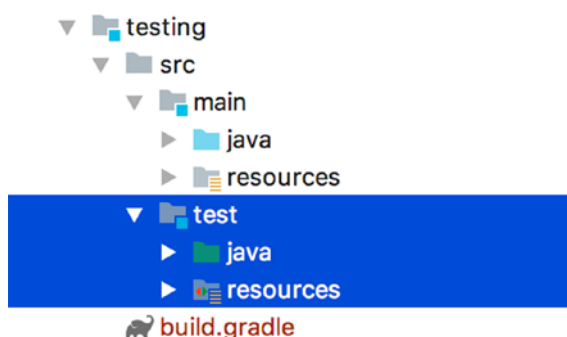 testing
src
main
java
resources
test
java
resources
build.gradle